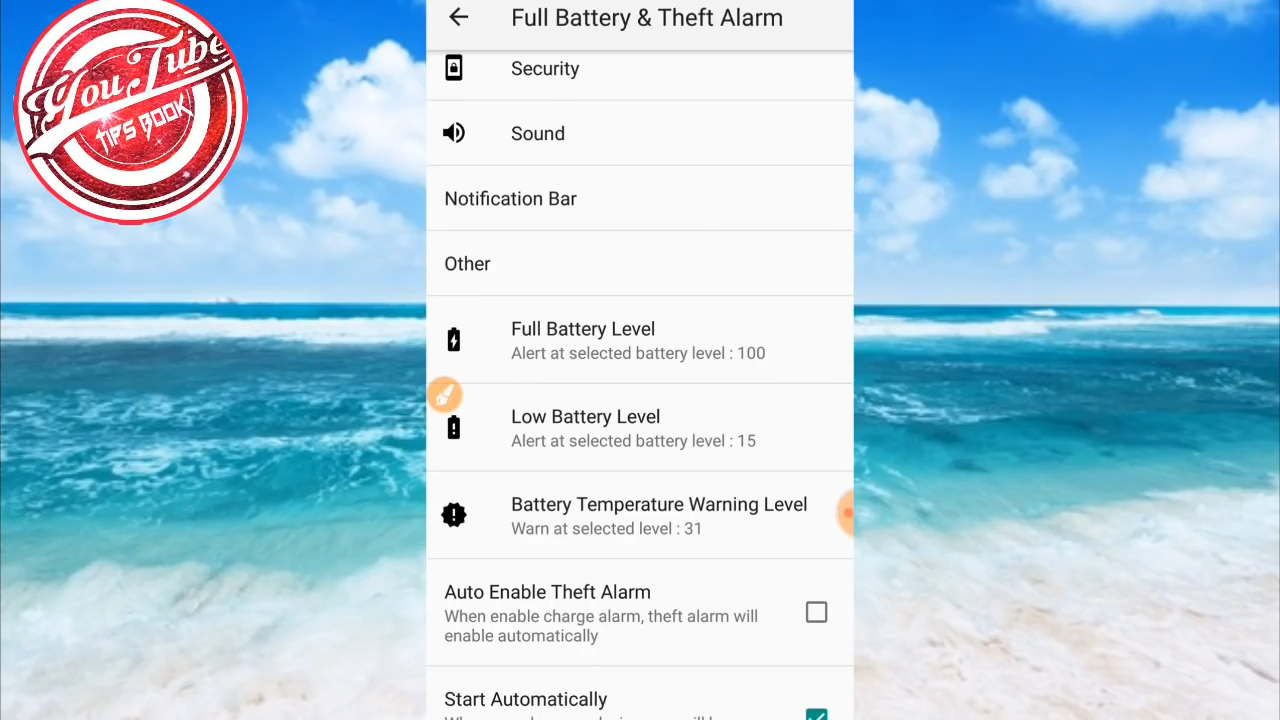 YouTube
TIPS BOOK
Full Battery & Theft Alarm
Security
Sound
Notification Bar
Other
Full Battery Level
Alert at selected battery level : 100
Low Battery Level
Alert at selected battery level : 15
Battery Temperature Warning Level
Warn at selected level : 31
Auto Enable Theft Alarm
When enable charge alarm, theft alarm will
enable automatically
Start Automatically